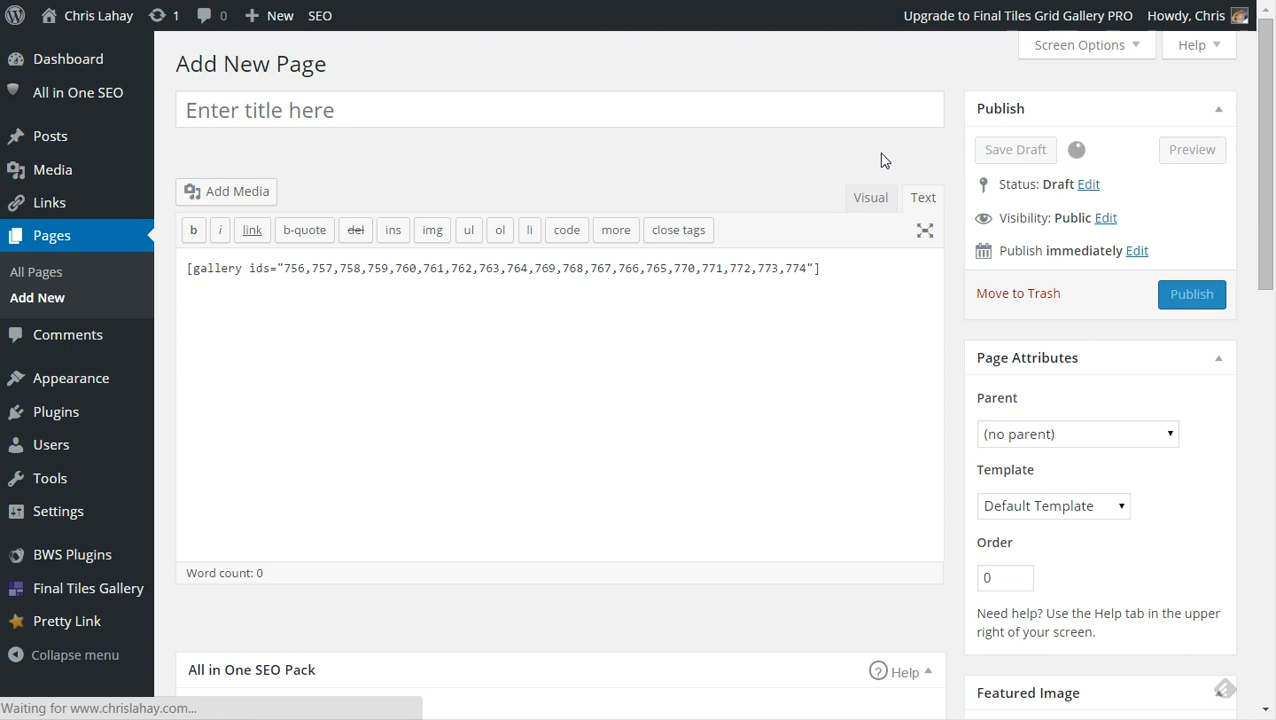 Chris Lahay
1
0
New
SEO
Upgrade to Final Tiles Grid Gallery PRO
Howdy, Chris
Screen Options
Help
Dashboard
All in One SEO
Posts
Media
Links
Pages
All Pages
Add New
Comments
Appearance
Plugins
Users
Tools
Settings
BWS Plugins
Final Tiles Gallery
Pretty Link
Collapse menu
Waiting for www.chrislahay.com...
Add New Page
Enter title here
Add Media
Visual
Text
b
i
link
b-quote
del
ins
img
ul
ol
li
code
more
close tags
[gallery ids="756,757,758,759,760,761,762,763,764,769,768,767,766,765,770,771,772,773,774"]
Word count: 0
All in One SEO Pack
? Help
Publish
Save Draft
Preview
Status: Draft Edit
Visibility: Public Edit
Publish immediately Edit
Move to Trash
Publish
Page Attributes
Parent
(no parent)
Template
Default Template
Order
0
Need help? Use the Help tab in the upper
right of your screen.
Featured Image